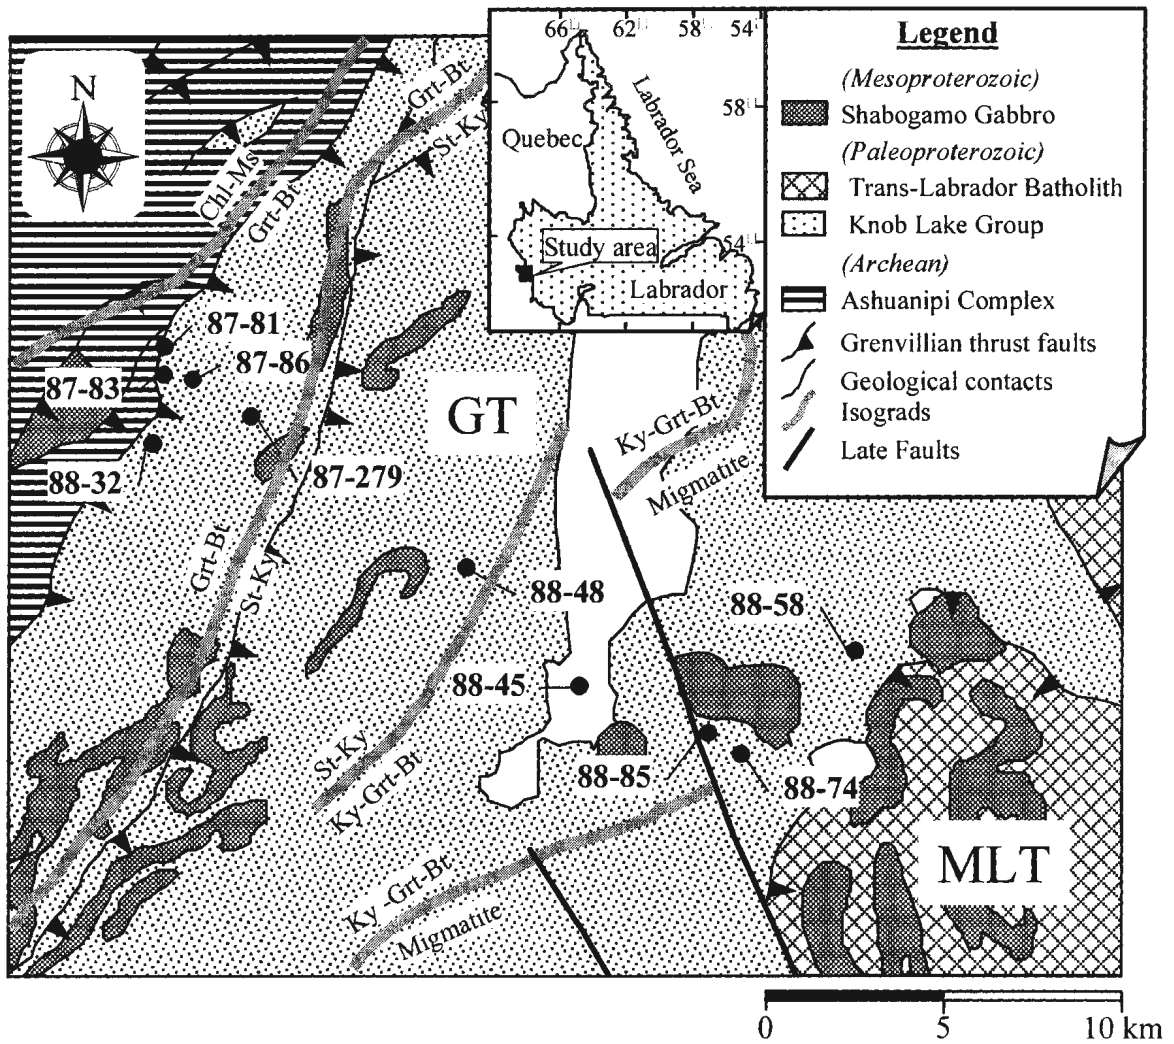 N
66
62
58
54
58
54
Quebec
Labrador Sea
Study area
Labrador
Legend
(Mesoproterozoic)
Shabogamo Gabbro
(Paleoproterozoic)
Trans-Labrador Batholith
Knob Lake Group
(Archean)
Ashuanipi Complex
Grenvillian thrust faults
Geological contacts
Isograds
Late Faults
Chl-Ms
Grt-Bt
Grt-Bt
St-Ky
87-81
87-86
87-83
88-32
87-279
GT
Ky-Grt-Bt
Migmatite
Grt-Bt
St-Ky
88-48
88-58
88-45
88-85
88-74
St-Ky
Ky-Grt-Bt
Ky -Grt-Bt
Migmatite
MLT
0 5 10 km